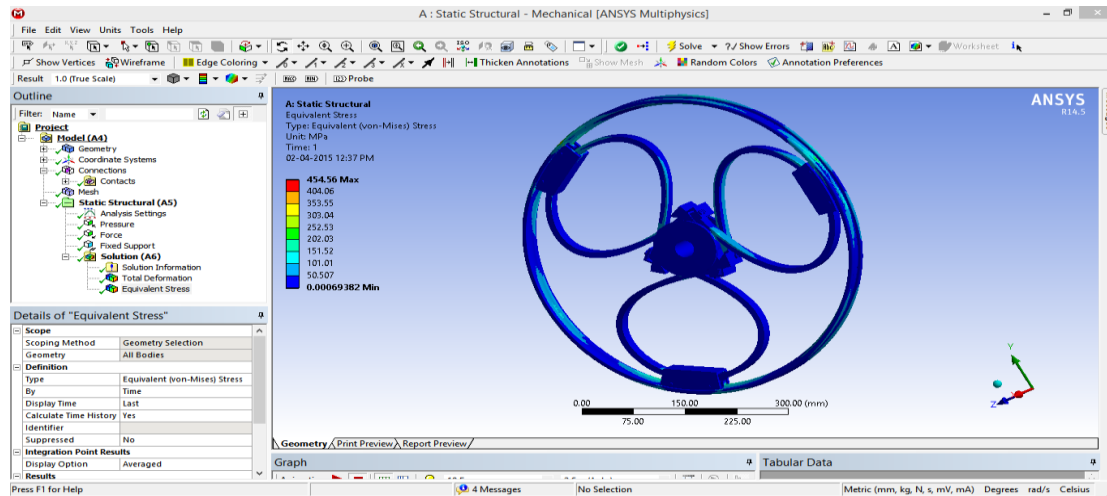 A : Static Structural - Mechanical [ANSYS Multiphysics]
File Edit View Units Tools Help
Solve ?/ Show Errors Worksheet
Show Vertices Wireframe Edge Coloring Thicken Annotations Show Mesh Random Colors Annotation Preferences
Result 1.0 (True Scale) Probe
Outline
Filter: Name
Project
Model (A4)
Geometry
Coordinate Systems
Connections
Contacts
Mesh
Static Structural (A5)
Analysis Settings
Pressure
Force
Fixed Support
Solution (A6)
Solution Information
Total Deformation
Equivalent Stress
Details of "Equivalent Stress"
Scope
Scoping Method Geometry Selection
Geometry All Bodies
Definition
Type Equivalent (von-Mises) Stress
By Time
Display Time Last
Calculate Time History Yes
Identifier
Suppressed No
Integration Point Results
Display Option Averaged
Results
A: Static Structural
Equivalent Stress
Type: Equivalent (von-Mises) Stress
Unit: MPa
Time: 1
02-04-2015 12:37 PM
454.56 Max
404.06
353.55
303.04
252.53
202.03
151.52
101.01
50.507
0.00069382 Min
ANSYS
R14.5
0.00 150.00 300.00 (mm)
75.00 225.00
Y
X
Z
Geometry Print Preview Report Preview
Graph
Tabular Data
Press F1 for Help
4 Messages
No Selection
Metric (mm, kg, N, s, mV, mA) Degrees rad/s Celsius